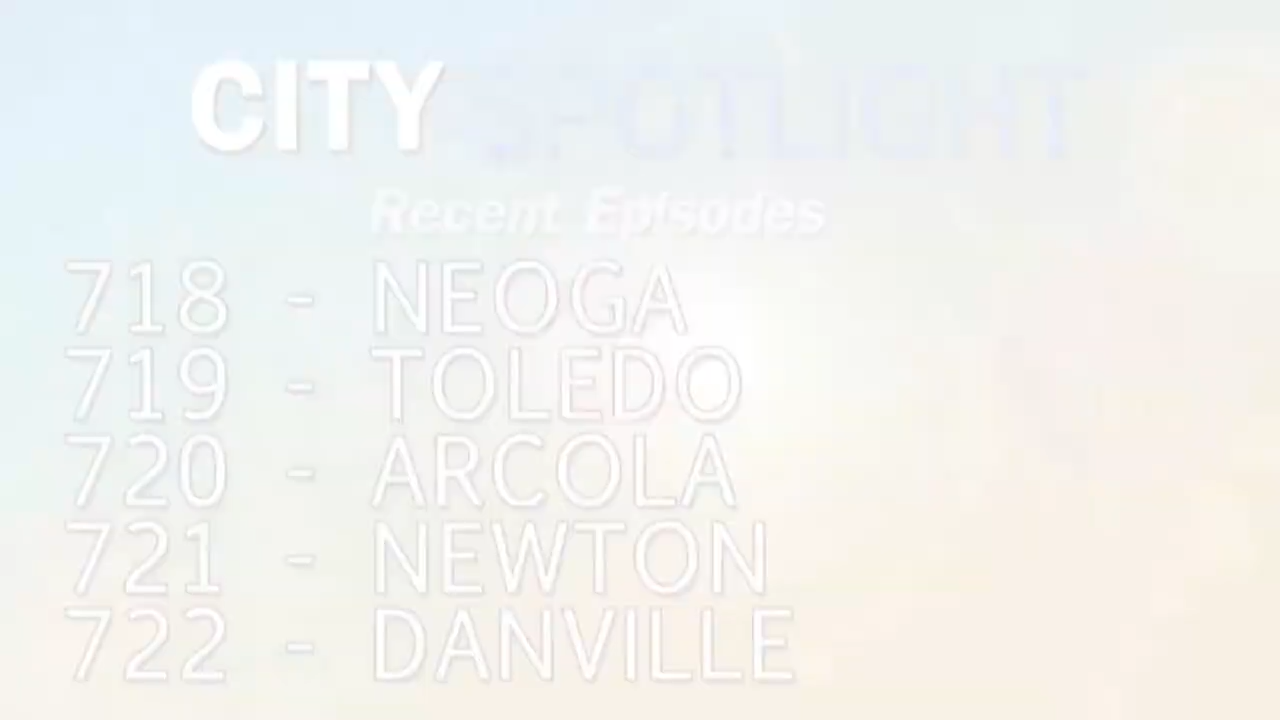 CITY SPOTLIGHT
Recent Episodes
718 - NEOGA
719 - TOLEDO
720 - ARCOLA
721 - NEWTON
722 - DANVILLE